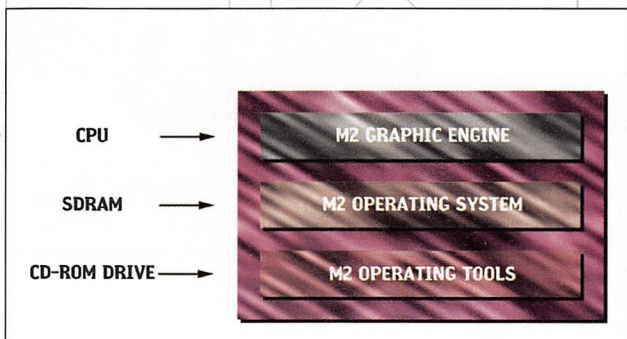 CPU
M2 GRAPHIC ENGINE
SDRAM
M2 OPERATING SYSTEM
CD-ROM DRIVE
M2 OPERATING TOOLS